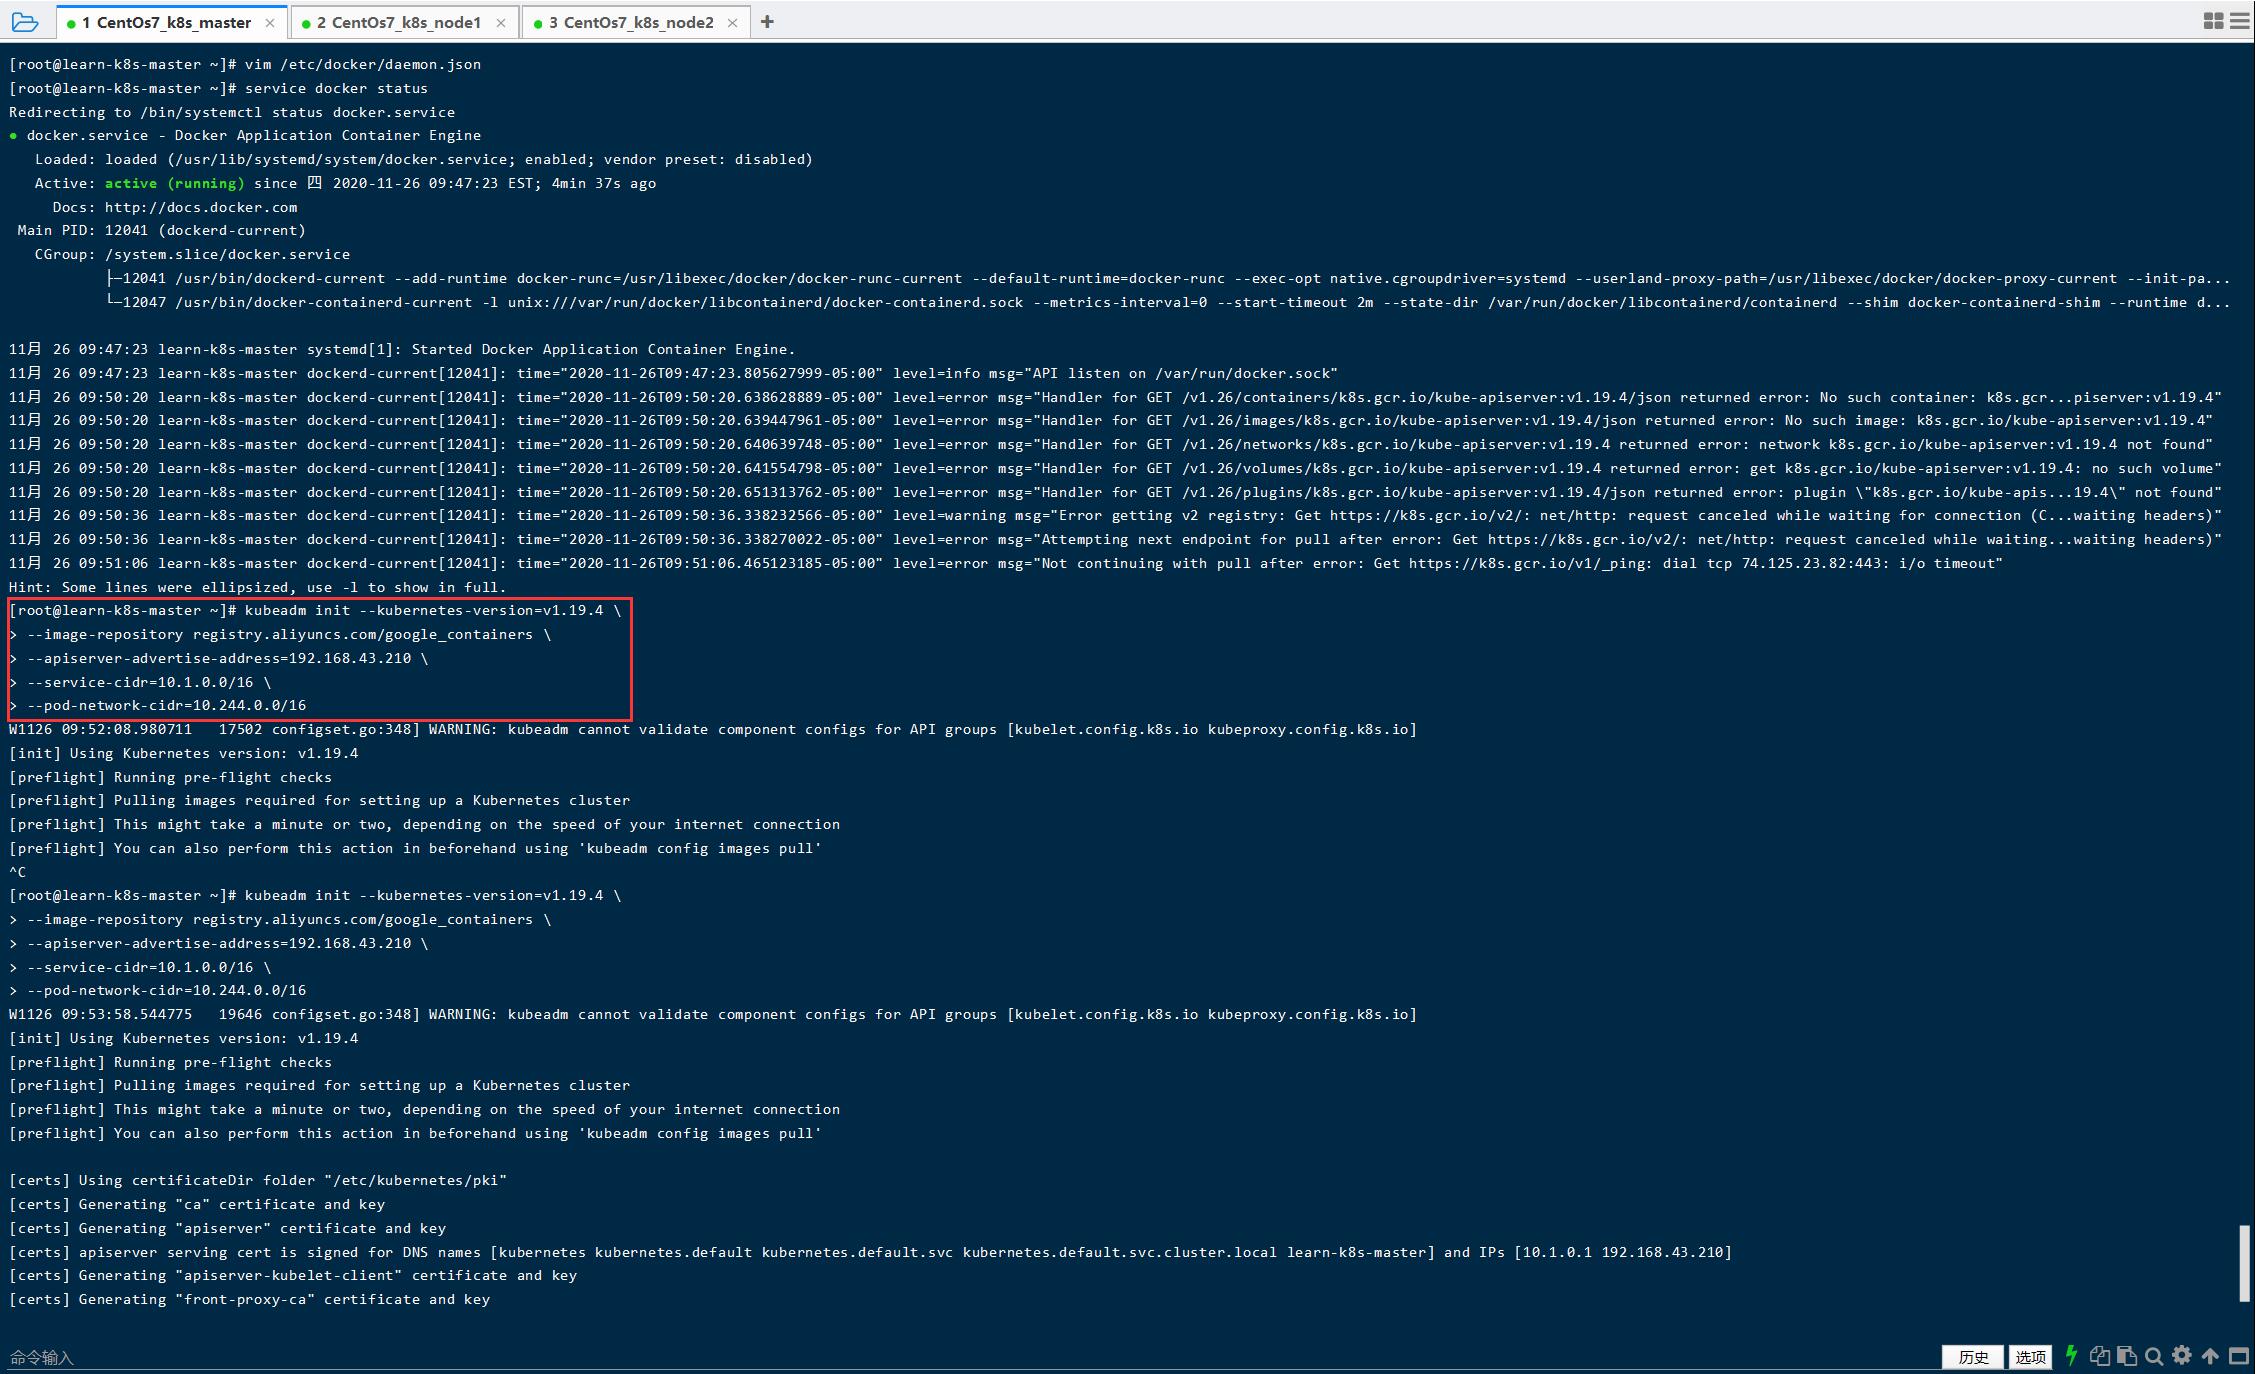 1 CentOs7_k8s_master × 2 CentOs7_k8s_node1 × 3 CentOs7_k8s_node2 × +
[root@learn-k8s-master ~]# vim /etc/docker/daemon.json
[root@learn-k8s-master ~]# service docker status
Redirecting to /bin/systemctl status docker.service
● docker.service - Docker Application Container Engine
   Loaded: loaded (/usr/lib/systemd/system/docker.service; enabled; vendor preset: disabled)
   Active: active (running) since 四 2020-11-26 09:47:23 EST; 4min 37s ago
     Docs: http://docs.docker.com
 Main PID: 12041 (dockerd-current)
   CGroup: /system.slice/docker.service
           ├─12041 /usr/bin/dockerd-current --add-runtime docker-runc=/usr/libexec/docker/docker-runc-current --default-runtime=docker-runc --exec-opt native.cgroupdriver=systemd --userland-proxy-path=/usr/libexec/docker/docker-proxy-current --init-pa...
           └─12047 /usr/bin/docker-containerd-current -l unix:///var/run/docker/libcontainerd/docker-containerd.sock --metrics-interval=0 --start-timeout 2m --state-dir /var/run/docker/libcontainerd/containerd --shim docker-containerd-shim --runtime d...
11月 26 09:47:23 learn-k8s-master systemd[1]: Started Docker Application Container Engine.
11月 26 09:47:23 learn-k8s-master dockerd-current[12041]: time="2020-11-26T09:47:23.805627999-05:00" level=info msg="API listen on /var/run/docker.sock"
11月 26 09:50:20 learn-k8s-master dockerd-current[12041]: time="2020-11-26T09:50:20.638628889-05:00" level=error msg="Handler for GET /v1.26/containers/k8s.gcr.io/kube-apiserver:v1.19.4/json returned error: No such container: k8s.gcr...piserver:v1.19.4"
11月 26 09:50:20 learn-k8s-master dockerd-current[12041]: time="2020-11-26T09:50:20.639447961-05:00" level=error msg="Handler for GET /v1.26/images/k8s.gcr.io/kube-apiserver:v1.19.4/json returned error: No such image: k8s.gcr.io/kube-apiserver:v1.19.4"
11月 26 09:50:20 learn-k8s-master dockerd-current[12041]: time="2020-11-26T09:50:20.640639748-05:00" level=error msg="Handler for GET /v1.26/networks/k8s.gcr.io/kube-apiserver:v1.19.4 returned error: network k8s.gcr.io/kube-apiserver:v1.19.4 not found"
11月 26 09:50:20 learn-k8s-master dockerd-current[12041]: time="2020-11-26T09:50:20.641554798-05:00" level=error msg="Handler for GET /v1.26/volumes/k8s.gcr.io/kube-apiserver:v1.19.4 returned error: get k8s.gcr.io/kube-apiserver:v1.19.4: no such volume"
11月 26 09:50:20 learn-k8s-master dockerd-current[12041]: time="2020-11-26T09:50:20.651313762-05:00" level=error msg="Handler for GET /v1.26/plugins/k8s.gcr.io/kube-apiserver:v1.19.4/json returned error: plugin \"k8s.gcr.io/kube-apis...19.4\" not found"
11月 26 09:50:36 learn-k8s-master dockerd-current[12041]: time="2020-11-26T09:50:36.338232566-05:00" level=warning msg="Error getting v2 registry: Get https://k8s.gcr.io/v2/: net/http: request canceled while waiting for connection (C...waiting headers)"
11月 26 09:50:36 learn-k8s-master dockerd-current[12041]: time="2020-11-26T09:50:36.338270022-05:00" level=error msg="Attempting next endpoint for pull after error: Get https://k8s.gcr.io/v2/: net/http: request canceled while waiting...waiting headers)"
11月 26 09:51:06 learn-k8s-master dockerd-current[12041]: time="2020-11-26T09:51:06.465123185-05:00" level=error msg="Not continuing with pull after error: Get https://k8s.gcr.io/v1/_ping: dial tcp 74.125.23.82:443: i/o timeout"
Hint: Some lines were ellipsized, use -l to show in full.
[root@learn-k8s-master ~]# kubeadm init --kubernetes-version=v1.19.4 \
> --image-repository registry.aliyuncs.com/google_containers \
> --apiserver-advertise-address=192.168.43.210 \
> --service-cidr=10.1.0.0/16 \
> --pod-network-cidr=10.244.0.0/16
W1126 09:52:08.980711   17502 configset.go:348] WARNING: kubeadm cannot validate component configs for API groups [kubelet.config.k8s.io kubeproxy.config.k8s.io]
[init] Using Kubernetes version: v1.19.4
[preflight] Running pre-flight checks
[preflight] Pulling images required for setting up a Kubernetes cluster
[preflight] This might take a minute or two, depending on the speed of your internet connection
[preflight] You can also perform this action in beforehand using 'kubeadm config images pull'
^C
[root@learn-k8s-master ~]# kubeadm init --kubernetes-version=v1.19.4 \
> --image-repository registry.aliyuncs.com/google_containers \
> --apiserver-advertise-address=192.168.43.210 \
> --service-cidr=10.1.0.0/16 \
> --pod-network-cidr=10.244.0.0/16
W1126 09:53:58.544775   19646 configset.go:348] WARNING: kubeadm cannot validate component configs for API groups [kubelet.config.k8s.io kubeproxy.config.k8s.io]
[init] Using Kubernetes version: v1.19.4
[preflight] Running pre-flight checks
[preflight] Pulling images required for setting up a Kubernetes cluster
[preflight] This might take a minute or two, depending on the speed of your internet connection
[preflight] You can also perform this action in beforehand using 'kubeadm config images pull'
[certs] Using certificateDir folder "/etc/kubernetes/pki"
[certs] Generating "ca" certificate and key
[certs] Generating "apiserver" certificate and key
[certs] apiserver serving cert is signed for DNS names [kubernetes kubernetes.default kubernetes.default.svc kubernetes.default.svc.cluster.local learn-k8s-master] and IPs [10.1.0.1 192.168.43.210]
[certs] Generating "apiserver-kubelet-client" certificate and key
[certs] Generating "front-proxy-ca" certificate and key
命令输入 历史 选项